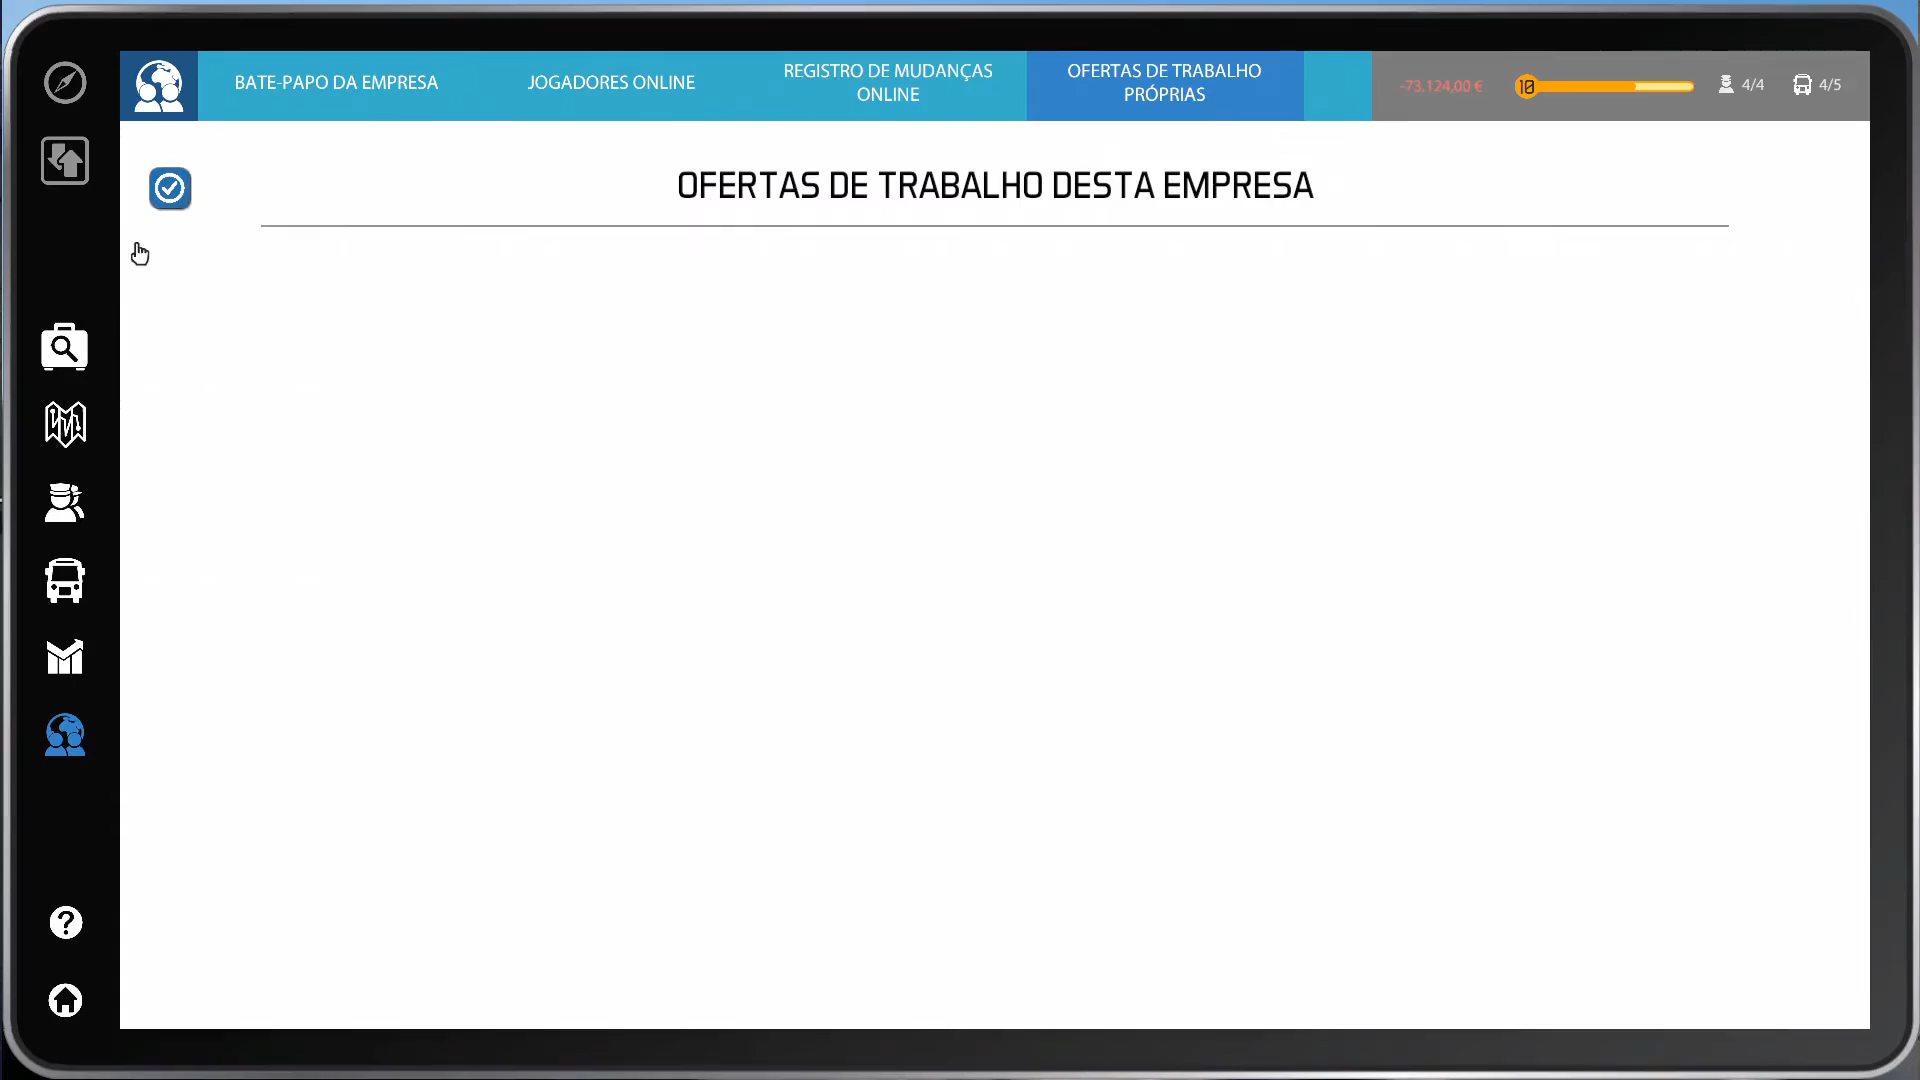 BATE-PAPO DA EMPRESA
JOGADORES ONLINE
REGISTRO DE MUDANÇAS
ONLINE
OFERTAS DE TRABALHO
PRÓPRIAS
-73.124,00 €
10
4/4
4/5
OFERTAS DE TRABALHO DESTA EMPRESA